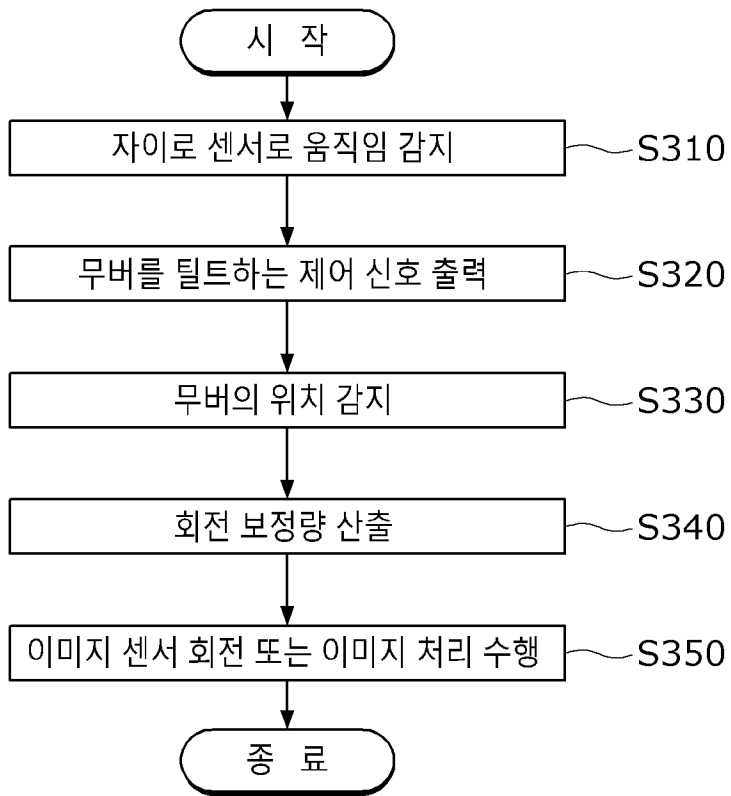 시 작
자이로 센서로 움직임 감지
S310
무버를 틸트하는 제어 신호 출력
S320
무버의 위치 감지
S330
회전 보정량 산출
S340
이미지 센서 회전 또는 이미지 처리 수행
S350
종 료